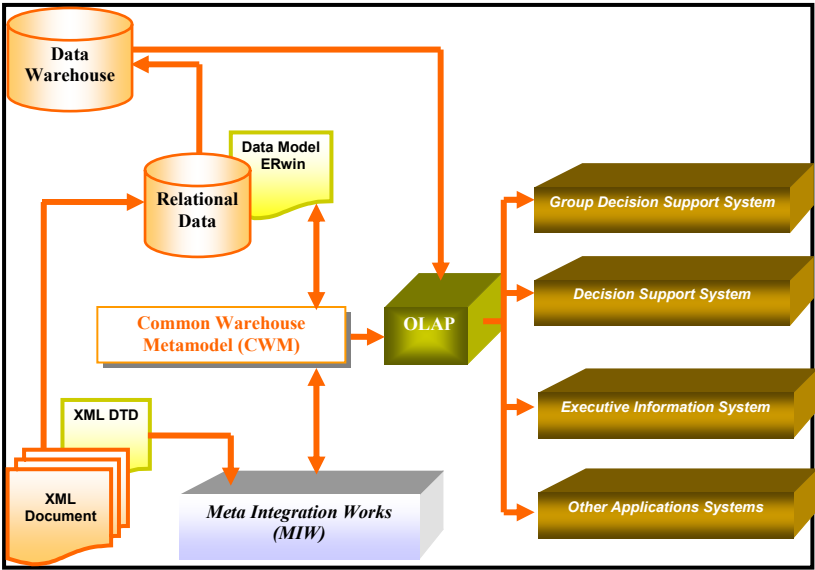 Data
Warehouse
Data Model
ERwin
Relational
Data
Group Decision Support System
Decision Support System
Common Warehouse
Metamodel (CWM)
OLAP
Executive Information System
XML DTD
XML
Document
Meta Integration Works
(MIW)
Other Applications Systems